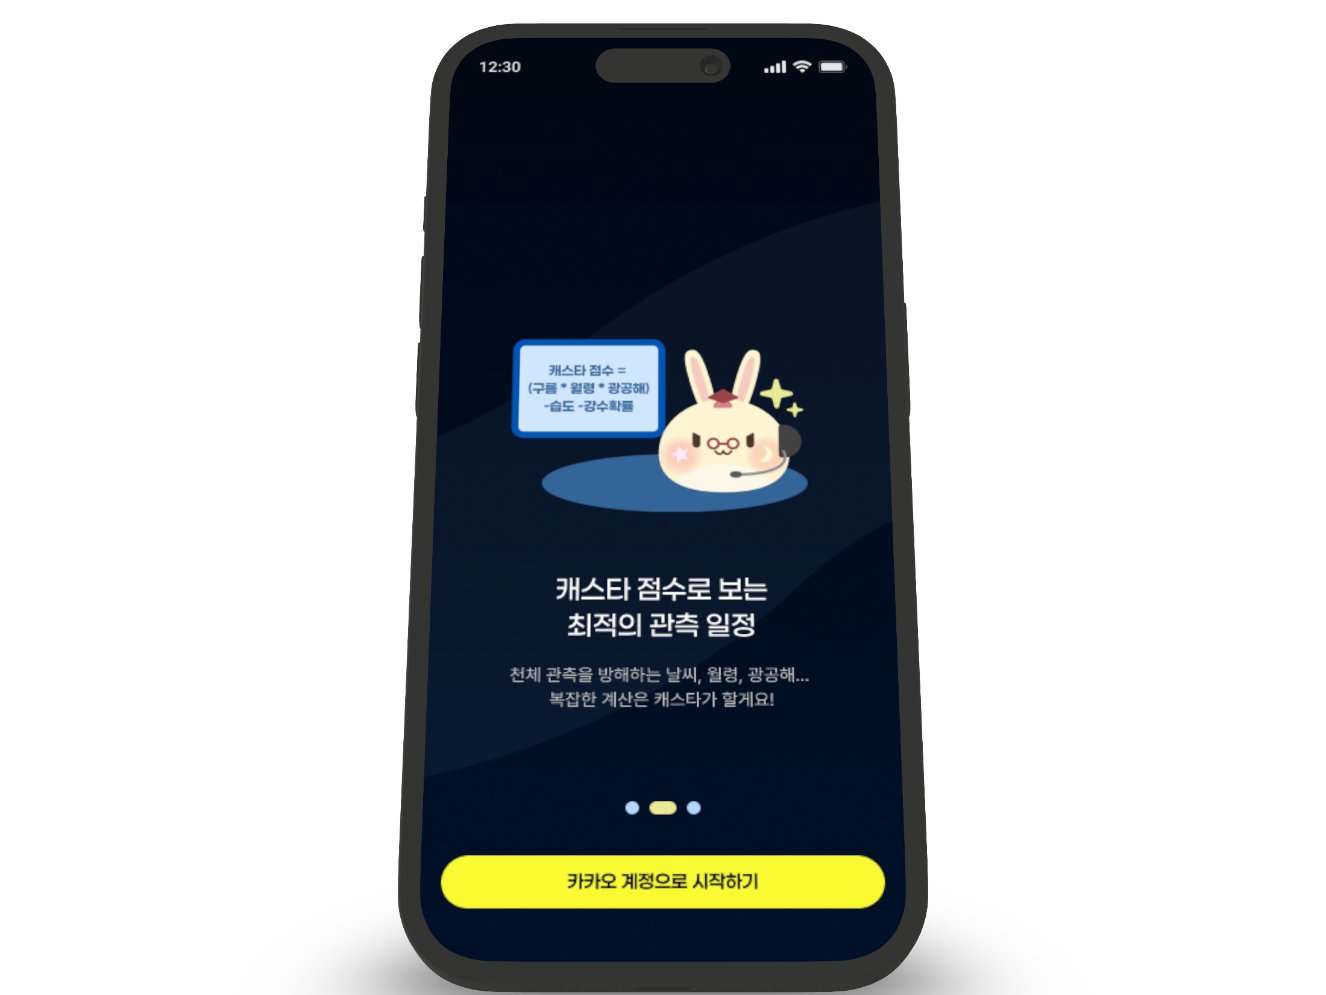 12:30
캐스타 점수 =
(구름 * 월령 * 광공해)
-습도 -강수확률
캐스타 점수로 보는
최적의 관측 일정
천체 관측을 방해하는 날씨, 월령, 광공해...
복잡한 계산은 캐스타가 할게요!
카카오 계정으로 시작하기